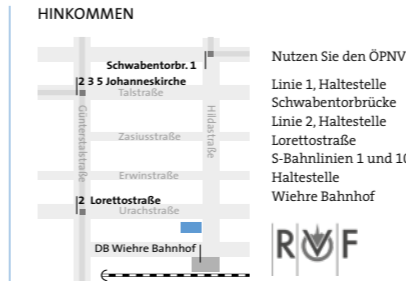 HINKOMMEN
Schwabentorbr. 1
2 3 5 Johanneskirche
Talstraße
Günterstalstraße
Hildastraße
Zasiusstraße
Erwinstraße
2 Lorettostraße
Urachstraße
DB Wiehre Bahnhof
Nutzen Sie den ÖPNV
Linie 1, Haltestelle
Schwabentorbrücke
Linie 2, Haltestelle
Lorettostraße
S-Bahnlinien 1 und 10
Haltestelle
Wiehre Bahnhof
RVF